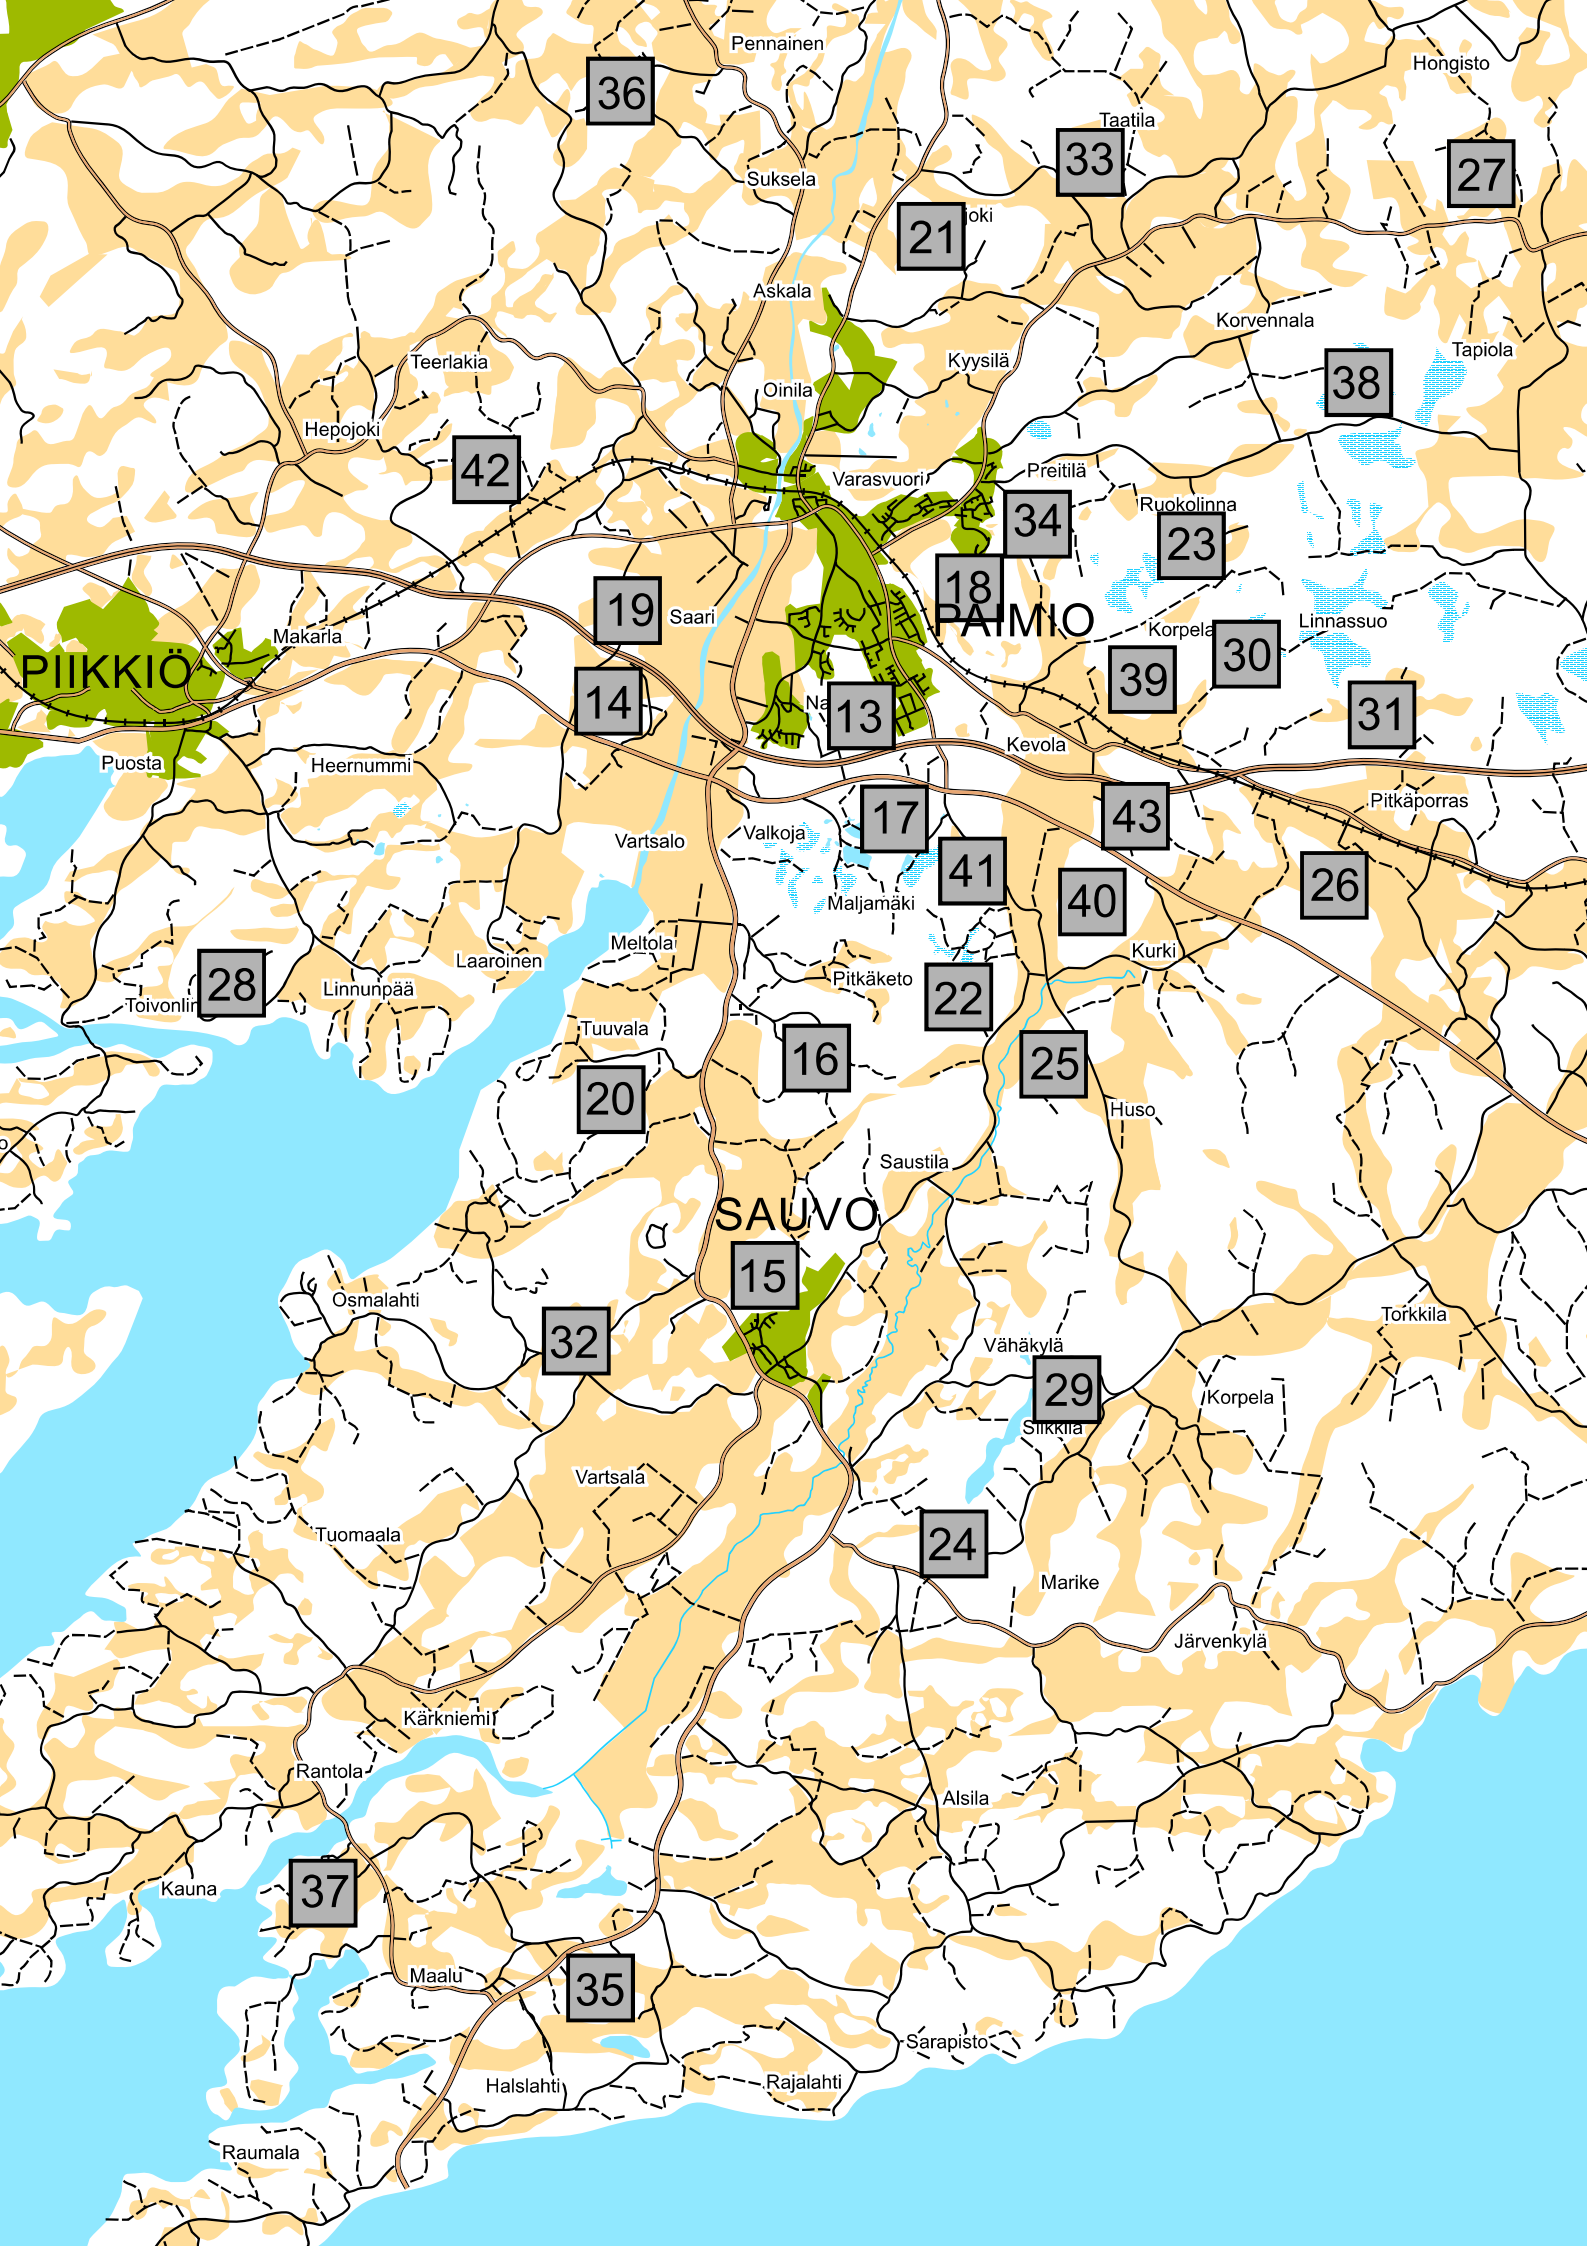 Pennainen
Hongisto
36
Taatila
33
27
Suksela
21
joki
Askala
Korvennala
Tapiola
Teerlakia
Kyysilä
38
Oinila
Hepojoki
42
Varasvuori
Preitilä
Ruokolinna
34
23
18
19
Saari
PAIMIO
Makarla
Korpela
Linnassuo
30
PIIKKIÖ
39
14
Na
13
31
Kevola
Puosta
Heernummi
Pitkäporras
17
43
Valkoja
Vartsalo
41
26
40
Maljamäki
Meltola
Kurki
Laaroinen
Pitkäketo
28
Linnunpää
22
Toivonlin
Tuuvala
16
25
20
Huso
o
Saustila
SAUVO
15
Osmalahti
Torkkila
32
Vähäkylä
29
Korpela
Siikkilä
Vartsala
Tuomaala
24
Marike
Järvenkylä
Kärkniemi
Rantola
Alsila
37
Kauna
Maalu
35
Sarapisto
Halslahti
Rajalahti
Raumala